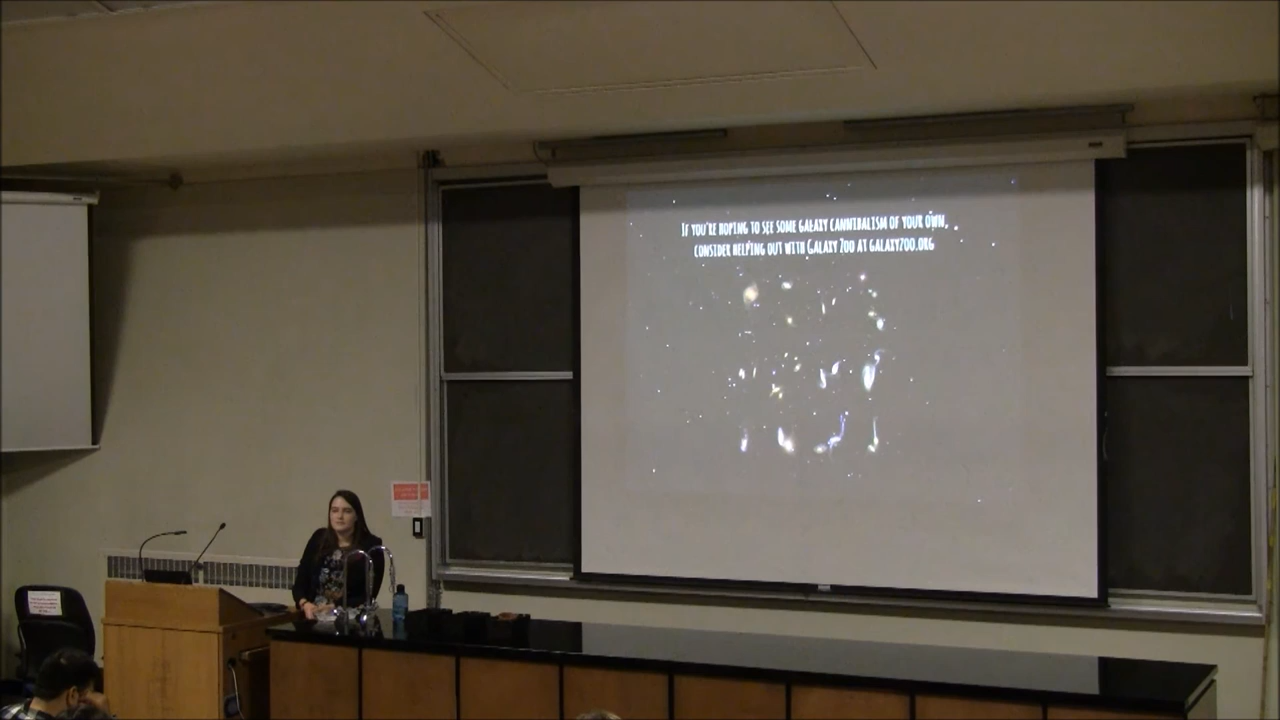 If you're hoping to see some galaxy cannibalism of your own,
consider helping out with Galaxy Zoo at galaxyzoo.org